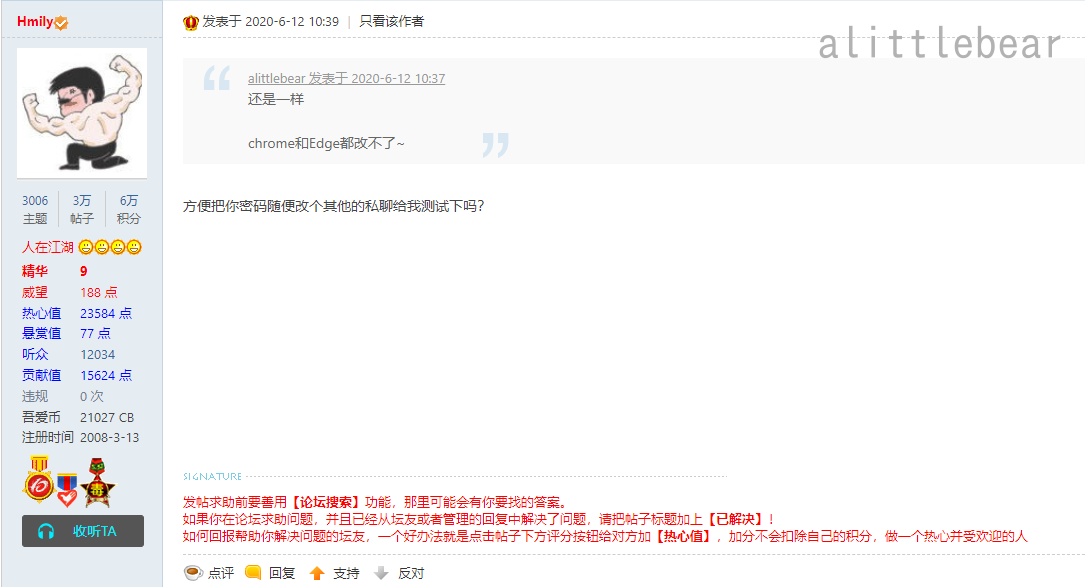 Hmily
发表于 2020-6-12 10:39 | 只看该作者
alittlebear
alittlebear 发表于 2020-6-12 10:37
还是一样
chrome和Edge都改不了~
方便把你密码随便改个其他的私聊给我测试下吗?
3006 3万 6万
主题 帖子 积分
人在江湖
精华 9
威望 188 点
热心值 23584 点
悬赏值 77 点
听众 12034
贡献值 15624 点
违规 0 次
吾爱币 21027 CB
注册时间 2008-3-13
毒
收听TA
SIGNATURE
发帖求助前要善用【论坛搜索】功能，那里可能会有你要找的答案。
如果你在论坛求助问题，并且已经从坛友或者管理的回复中解决了问题，请把帖子标题加上【已解决】！
如何回报帮助你解决问题的坛友，一个好办法就是点击帖子下方评分按钮给对方加【热心值】，加分不会扣除自己的积分，做一个热心并受欢迎的人
点评 回复 支持 反对